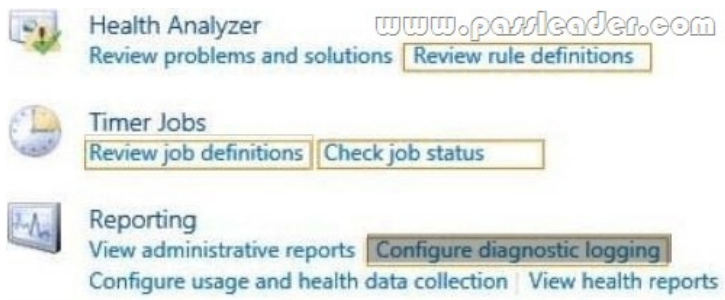 www.passleader.com
Health Analyzer
Review problems and solutions Review rule definitions
Timer Jobs
Review job definitions Check job status
Reporting
View administrative reports Configure diagnostic logging
Configure usage and health data collection | View health reports